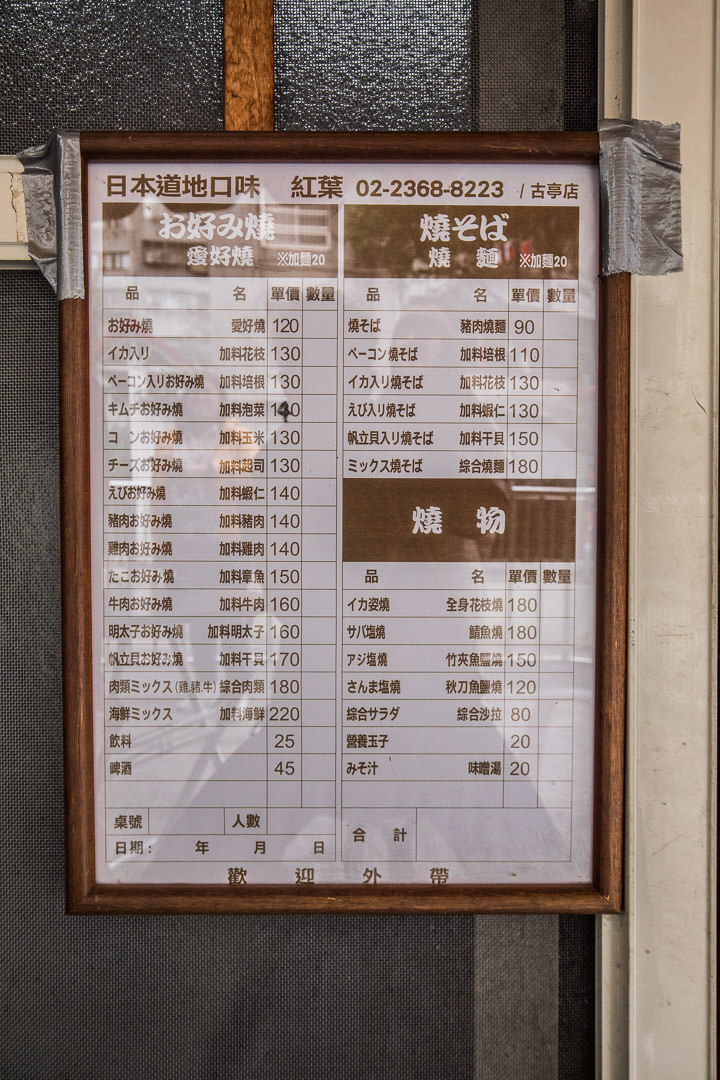 日本道地口味 紅葉 02-2368-8223 / 古亭店
お好み燒
愛好燒 ※加麵20
品 名 單價 數量
お好み燒 愛好燒 120
イカ入り 加料花枝 130
ベーコン入りお好み燒 加料培根 130
キムチお好み燒 加料泡菜 140
コーンお好み燒 加料玉米 130
チーズお好み燒 加料起司 130
えびお好み燒 加料蝦仁 140
豬肉お好み燒 加料豬肉 140
雞肉お好み燒 加料雞肉 140
たこお好み燒 加料章魚 150
牛肉お好み燒 加料牛肉 160
明太子お好み燒 加料明太子 160
帆立貝お好み燒 加料干貝 170
肉類ミックス(雞.豬.牛) 綜合肉類 180
海鮮ミックス 加料海鮮 220
飲料 25
啤酒 45
桌號 人數
日期: 年 月 日
燒そば
燒 麵 ※加麵20
品 名 單價 數量
燒そば 豬肉燒麵 90
ベーコン燒そば 加料培根 110
イカ入り燒そば 加料花枝 130
えび入り燒そば 加料蝦仁 130
帆立貝入り燒そば 加料干貝 150
ミックス燒そば 綜合燒麵 180
燒 物
品 名 單價 數量
イカ姿燒 全身花枝燒 180
サバ塩燒 鯖魚燒 180
アジ塩燒 竹夾魚鹽燒 150
さんま塩燒 秋刀魚鹽燒 120
綜合サラダ 綜合沙拉 80
營養玉子 20
みそ汁 味噌湯 20
合 計
歡 迎 外 帶